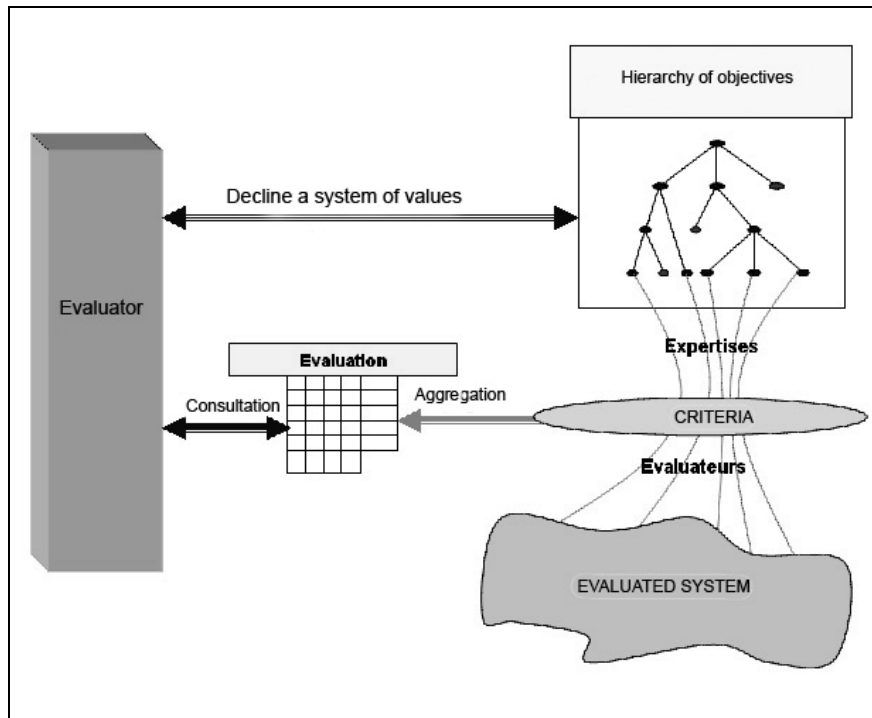 Hierarchy of objectives
Decline a system of values
Evaluator
Expertises
Evaluation
Consultation
Aggregation
CRITERIA
Evaluateurs
EVALUATED SYSTEM